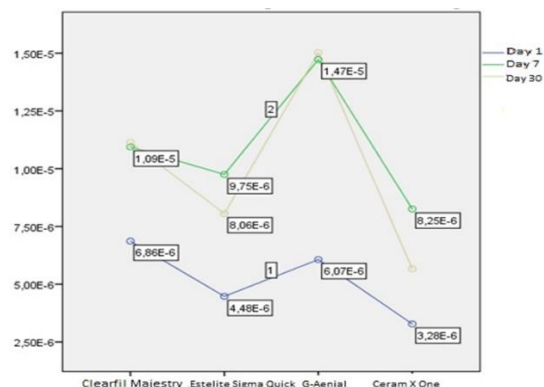 Day 1
Day 7
Day 30
1,50E-5
1,25E-5
1,00E-5
7,50E-6
5,00E-6
2,50E-6
1,47E-5
2
1,09E-5
9,75E-6
8,06E-6
8,25E-6
6,86E-6
1
6,07E-6
4,48E-6
3,28E-6
Clearfil Majestry Estelite Sigma Quick G-Aenial Ceram X One